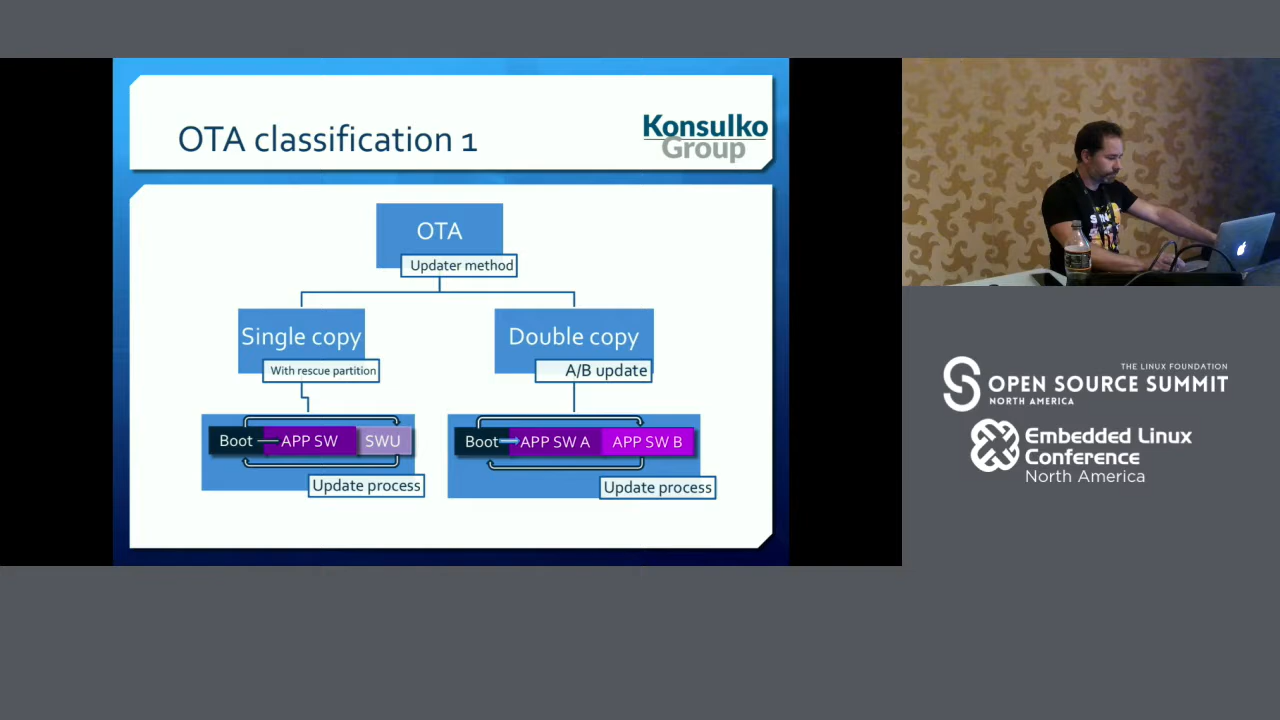 OTA classification 1
Konsulko
Group
OTA
Updater method
Single copy
With rescue partition
Double copy
A/B update
Boot
APP SW
SWU
Update process
Boot
APP SW A
APP SW B
Update process
THE LINUX FOUNDATION
OPEN SOURCE SUMMIT
NORTH AMERICA
Embedded Linux
Conference
North America